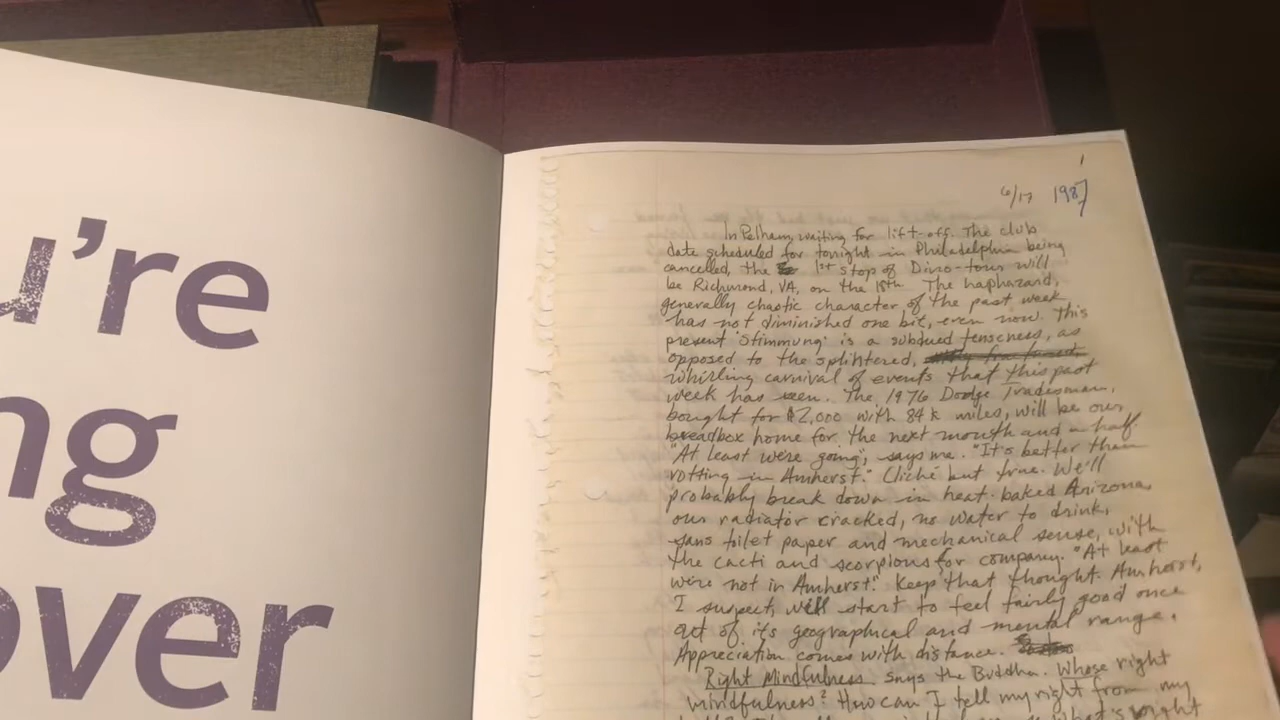 u're
ng
over
1
6/17 1987
In Pelham, waiting for lift-off. The club
date scheduled for tonight in Philadelphia being
cancelled, the 1st stop of Dino-tour will
be Richmond, VA, on the 18th. The haphazard,
generally chaotic character of the past week
has not diminished one bit, even now. This
present 'Stimmung' is a subdued tenseness, as
opposed to the splintered,
whirling carnival of events that this past
week has seen. The 1976 Dodge Tradesman,
bought for $2,000 with 84 k miles, will be our
breadbox home for the next month and a half.
"At least we're going", says me. "It's better than
rotting in Amherst." Cliché but true. We'll
probably break down in heat-baked Arizona,
our radiator cracked, no water to drink,
sans toilet paper and mechanical sense, with
the cacti and scorpions for company. "At least
we're not in Amherst." Keep that thought. Amherst,
I suspect, will start to feel fairly good once
out of its geographical and mental range.
Appreciation comes with distance.
Right Mindfulness, says the Buddha. Whose right
mindfulness? How can I tell my right from my
what's right